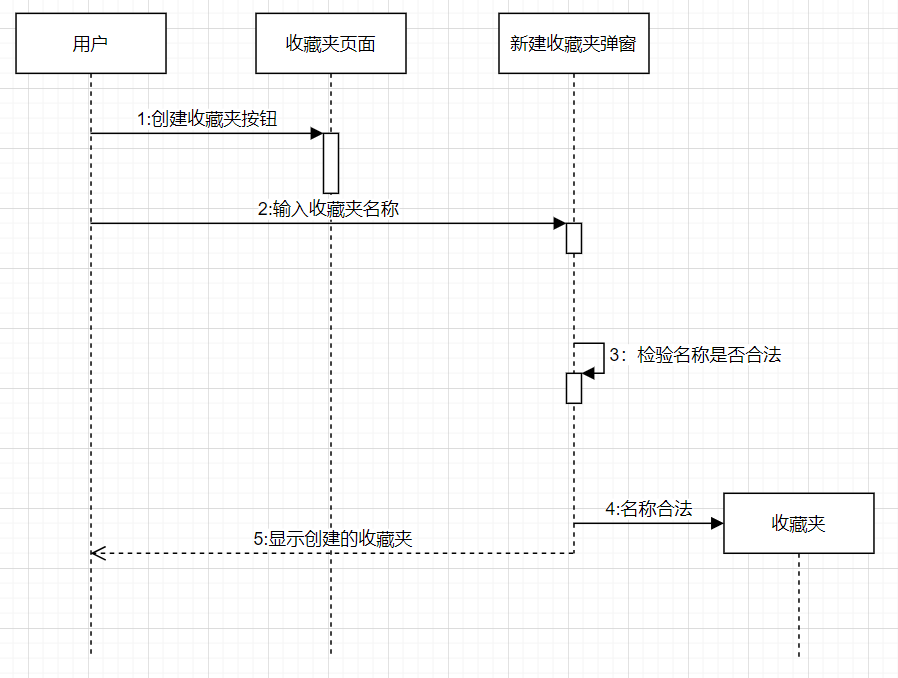 用户
收藏夹页面
新建收藏夹弹窗
1:创建收藏夹按钮
2:输入收藏夹名称
3：检验名称是否合法
4:名称合法
收藏夹
5:显示创建的收藏夹